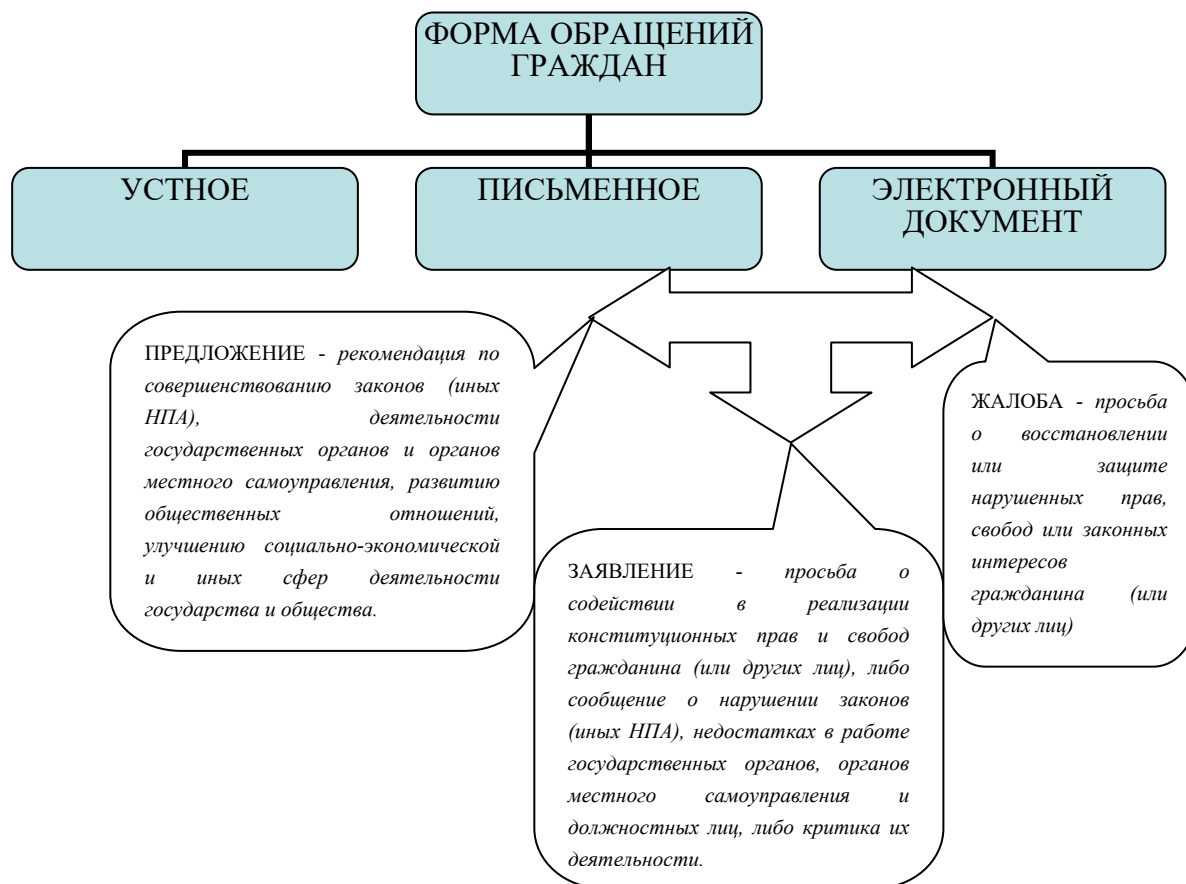 ФОРМА ОБРАЩЕНИЙ
ГРАЖДАН
УСТНОЕ
ПИСЬМЕННОЕ
ЭЛЕКТРОННЫЙ
ДОКУМЕНТ
ПРЕДЛОЖЕНИЕ - рекомендация по
совершенствованию законов (иных
НПА), деятельности
государственных органов и органов
местного самоуправления, развитию
общественных отношений,
улучшению социально-экономической
и иных сфер деятельности
государства и общества.
ЗАЯВЛЕНИЕ - просьба о
содействии в реализации
конституционных прав и свобод
гражданина (или других лиц), либо
сообщение о нарушении законов
(иных НПА), недостатках в работе
государственных органов, органов
местного самоуправления и
должностных лиц, либо критика их
деятельности.
ЖАЛОБА - просьба
о восстановлении
или защите
нарушенных прав,
свобод или законных
интересов
гражданина (или
других лиц)